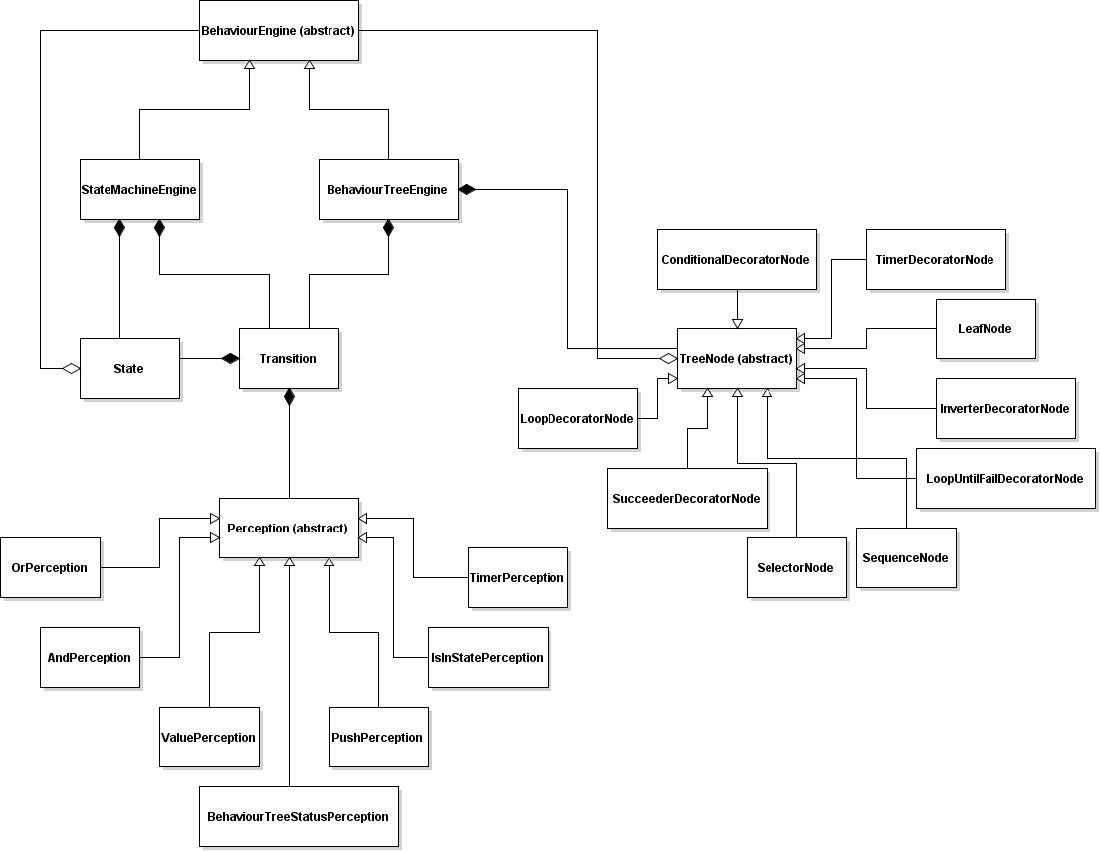 BehaviourEngine (abstract)
StateMachineEngine
BehaviourTreeEngine
ConditionalDecoratorNode
TimerDecoratorNode
LeafNode
State
Transition
TreeNode (abstract)
LoopDecoratorNode
InverterDecoratorNode
SucceederDecoratorNode
LoopUntilFailDecoratorNode
Perception (abstract)
SelectorNode
SequenceNode
OrPerception
TimerPerception
AndPerception
IsInStatePerception
ValuePerception
PushPerception
BehaviourTreeStatusPerception